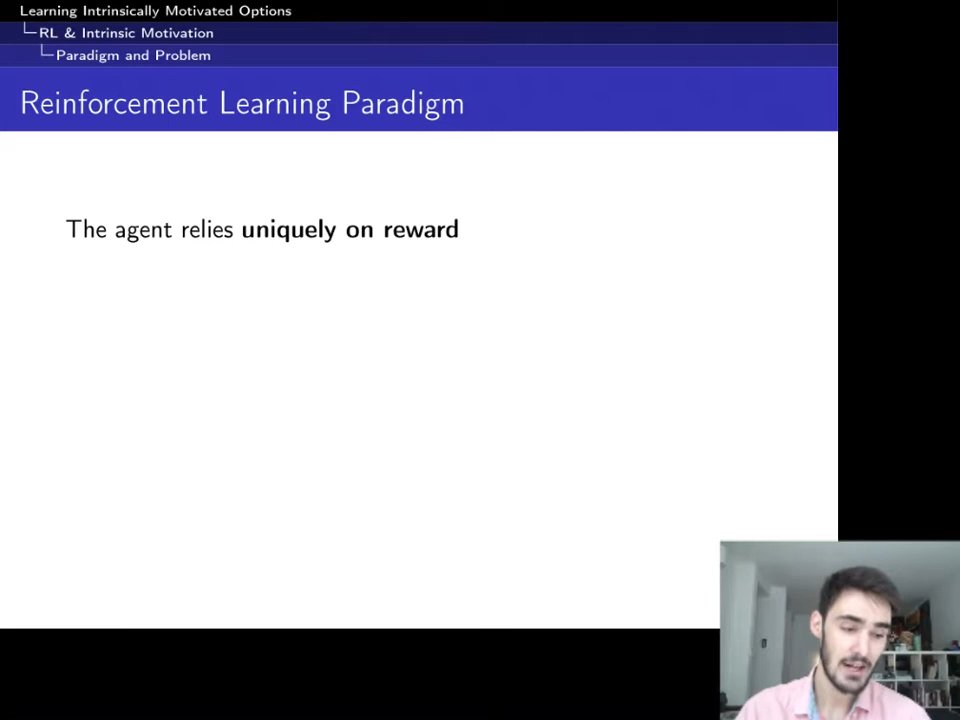 Learning Intrinsically Motivated Options
RL & Intrinsic Motivation
Paradigm and Problem
Reinforcement Learning Paradigm
The agent relies uniquely on reward